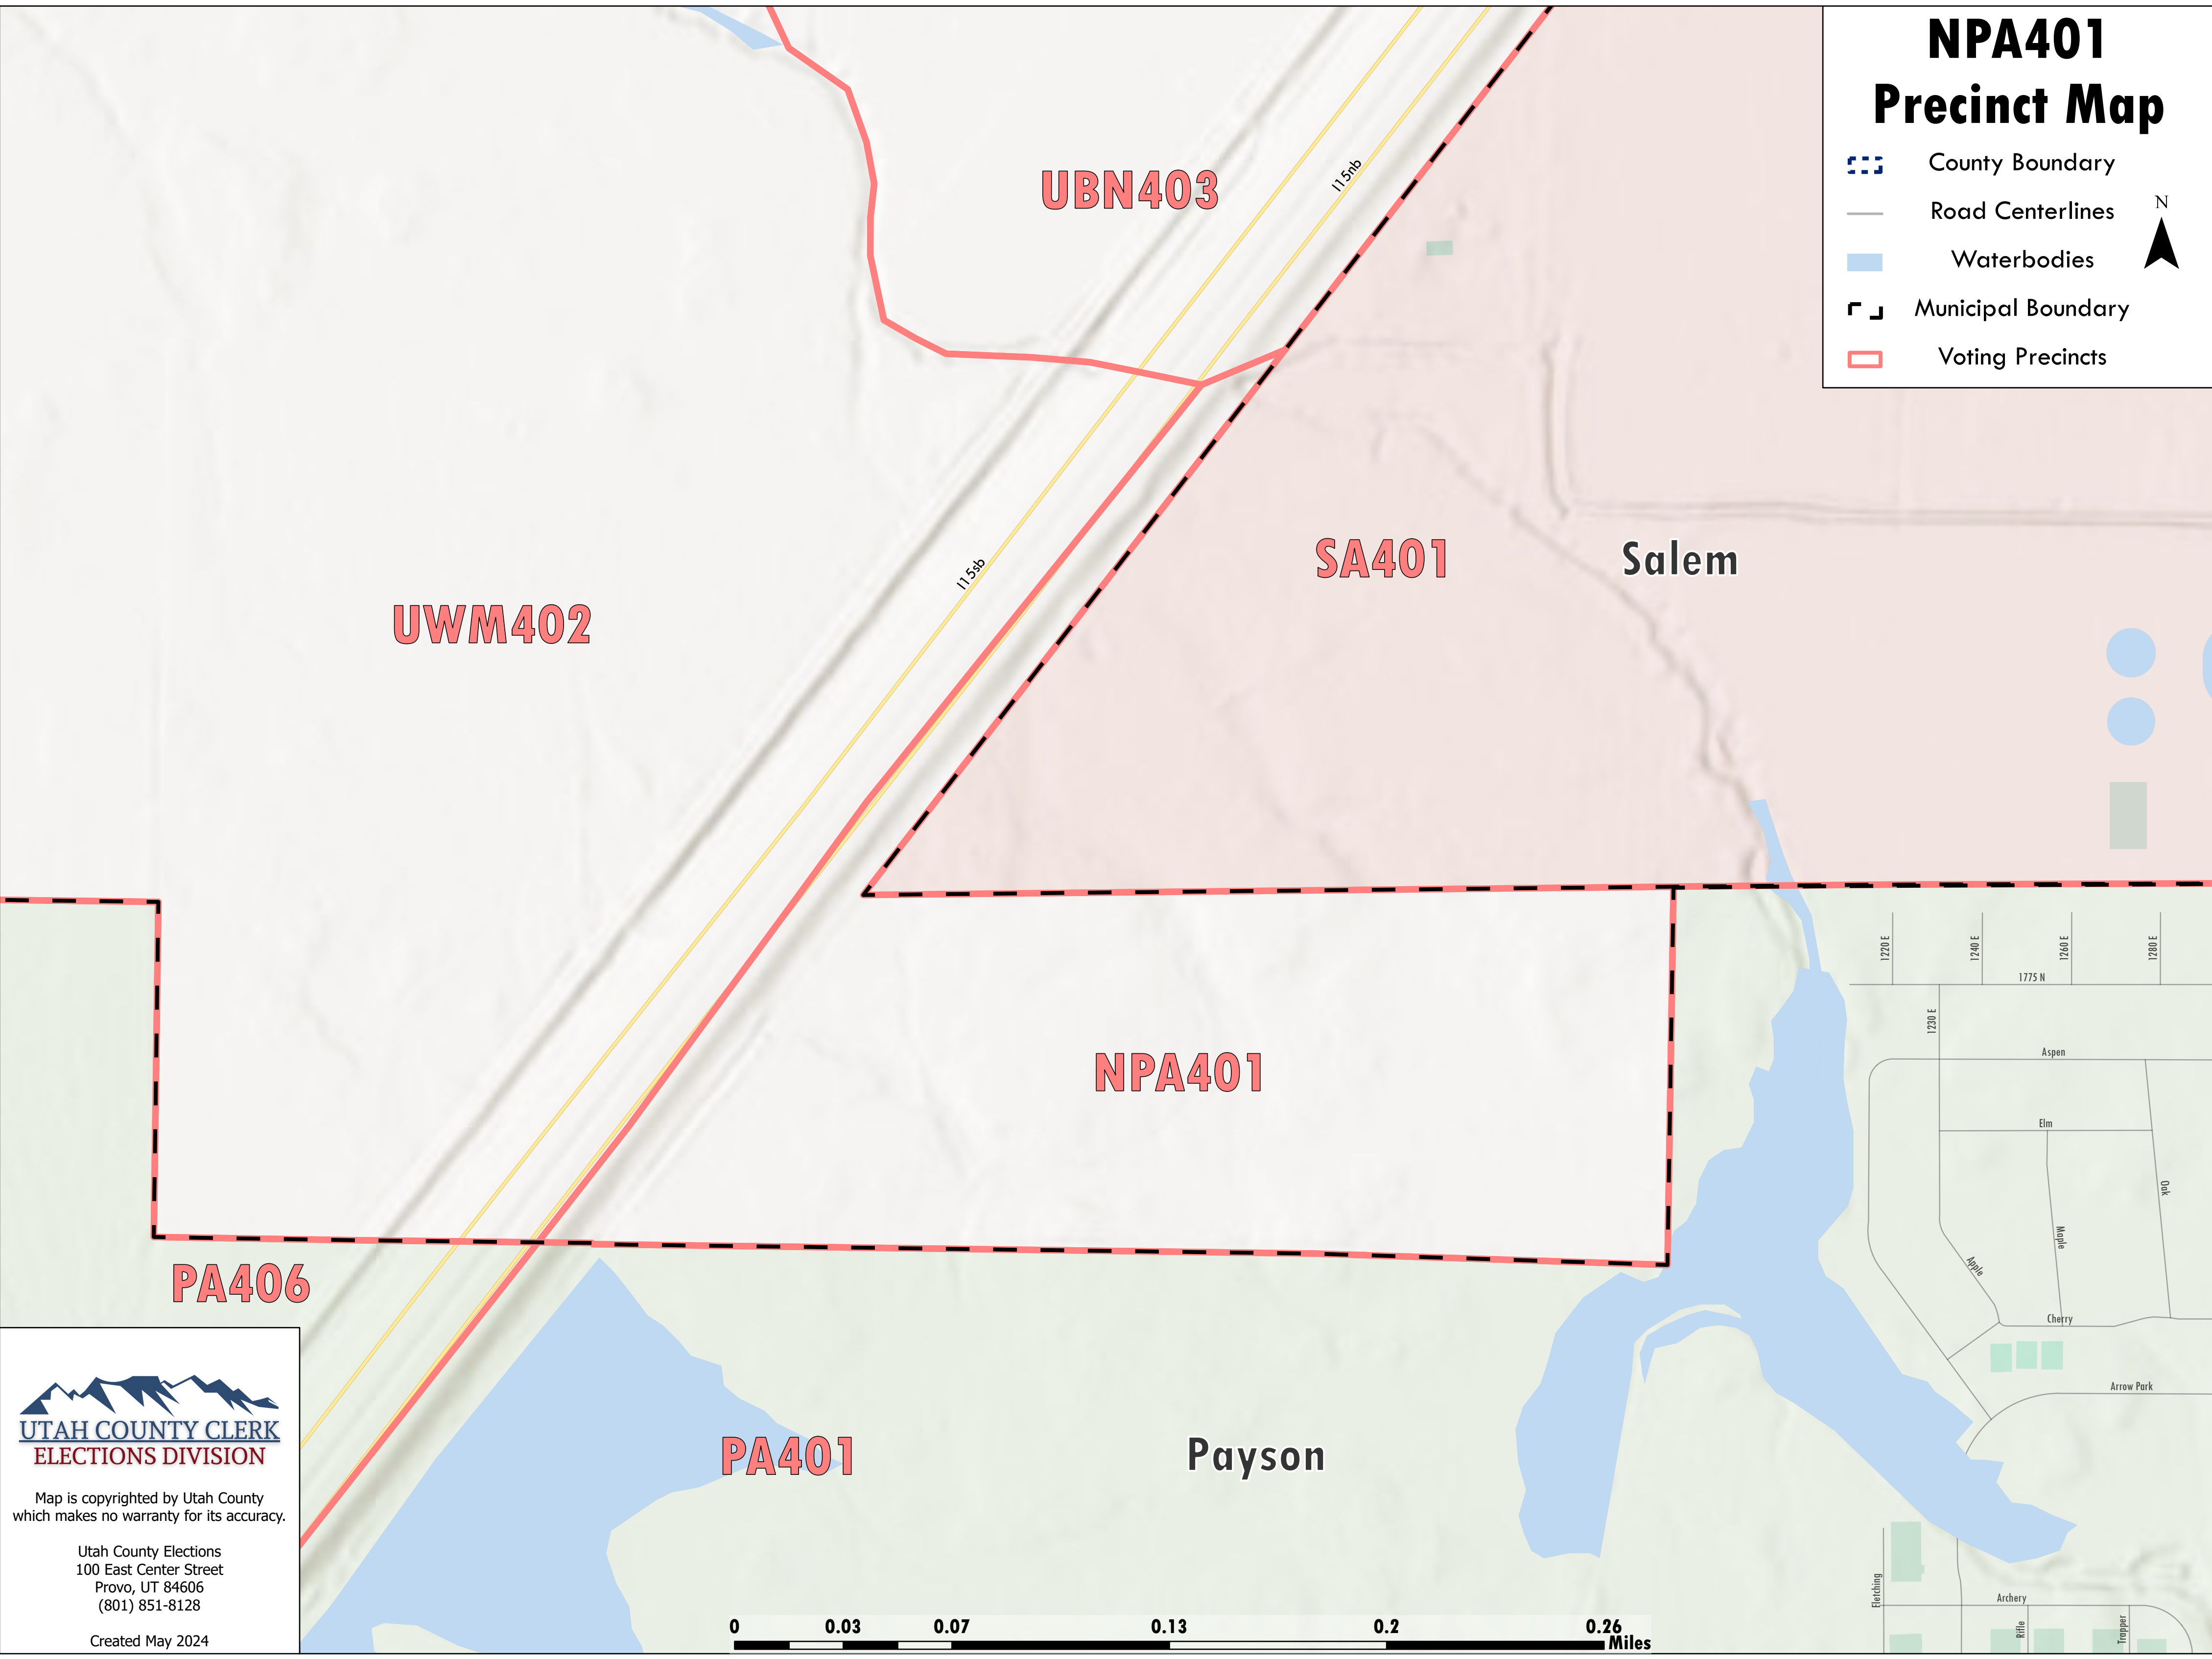 NPA401
Precinct Map
County Boundary
Road Centerlines
N
Waterbodies
Municipal Boundary
Voting Precincts
I15nb
UBN403
SA401
Salem
I15sb
UWM402
1220 E
1240 E
1260 E
1280 E
1775 N
1230 E
Aspen
NPA401
Elm
Oak
Maple
Apple
PA406
Cherry
Arrow Park
PA401
Payson
UTAH COUNTY CLERK
ELECTIONS DIVISION
Map is copyrighted by Utah County
which makes no warranty for its accuracy.
Utah County Elections
100 East Center Street
Provo, UT 84606
(801) 851-8128
Created May 2024
Fletching
Archery
Rifle
Trapper
0 0.03 0.07 0.13 0.2 0.26
Miles